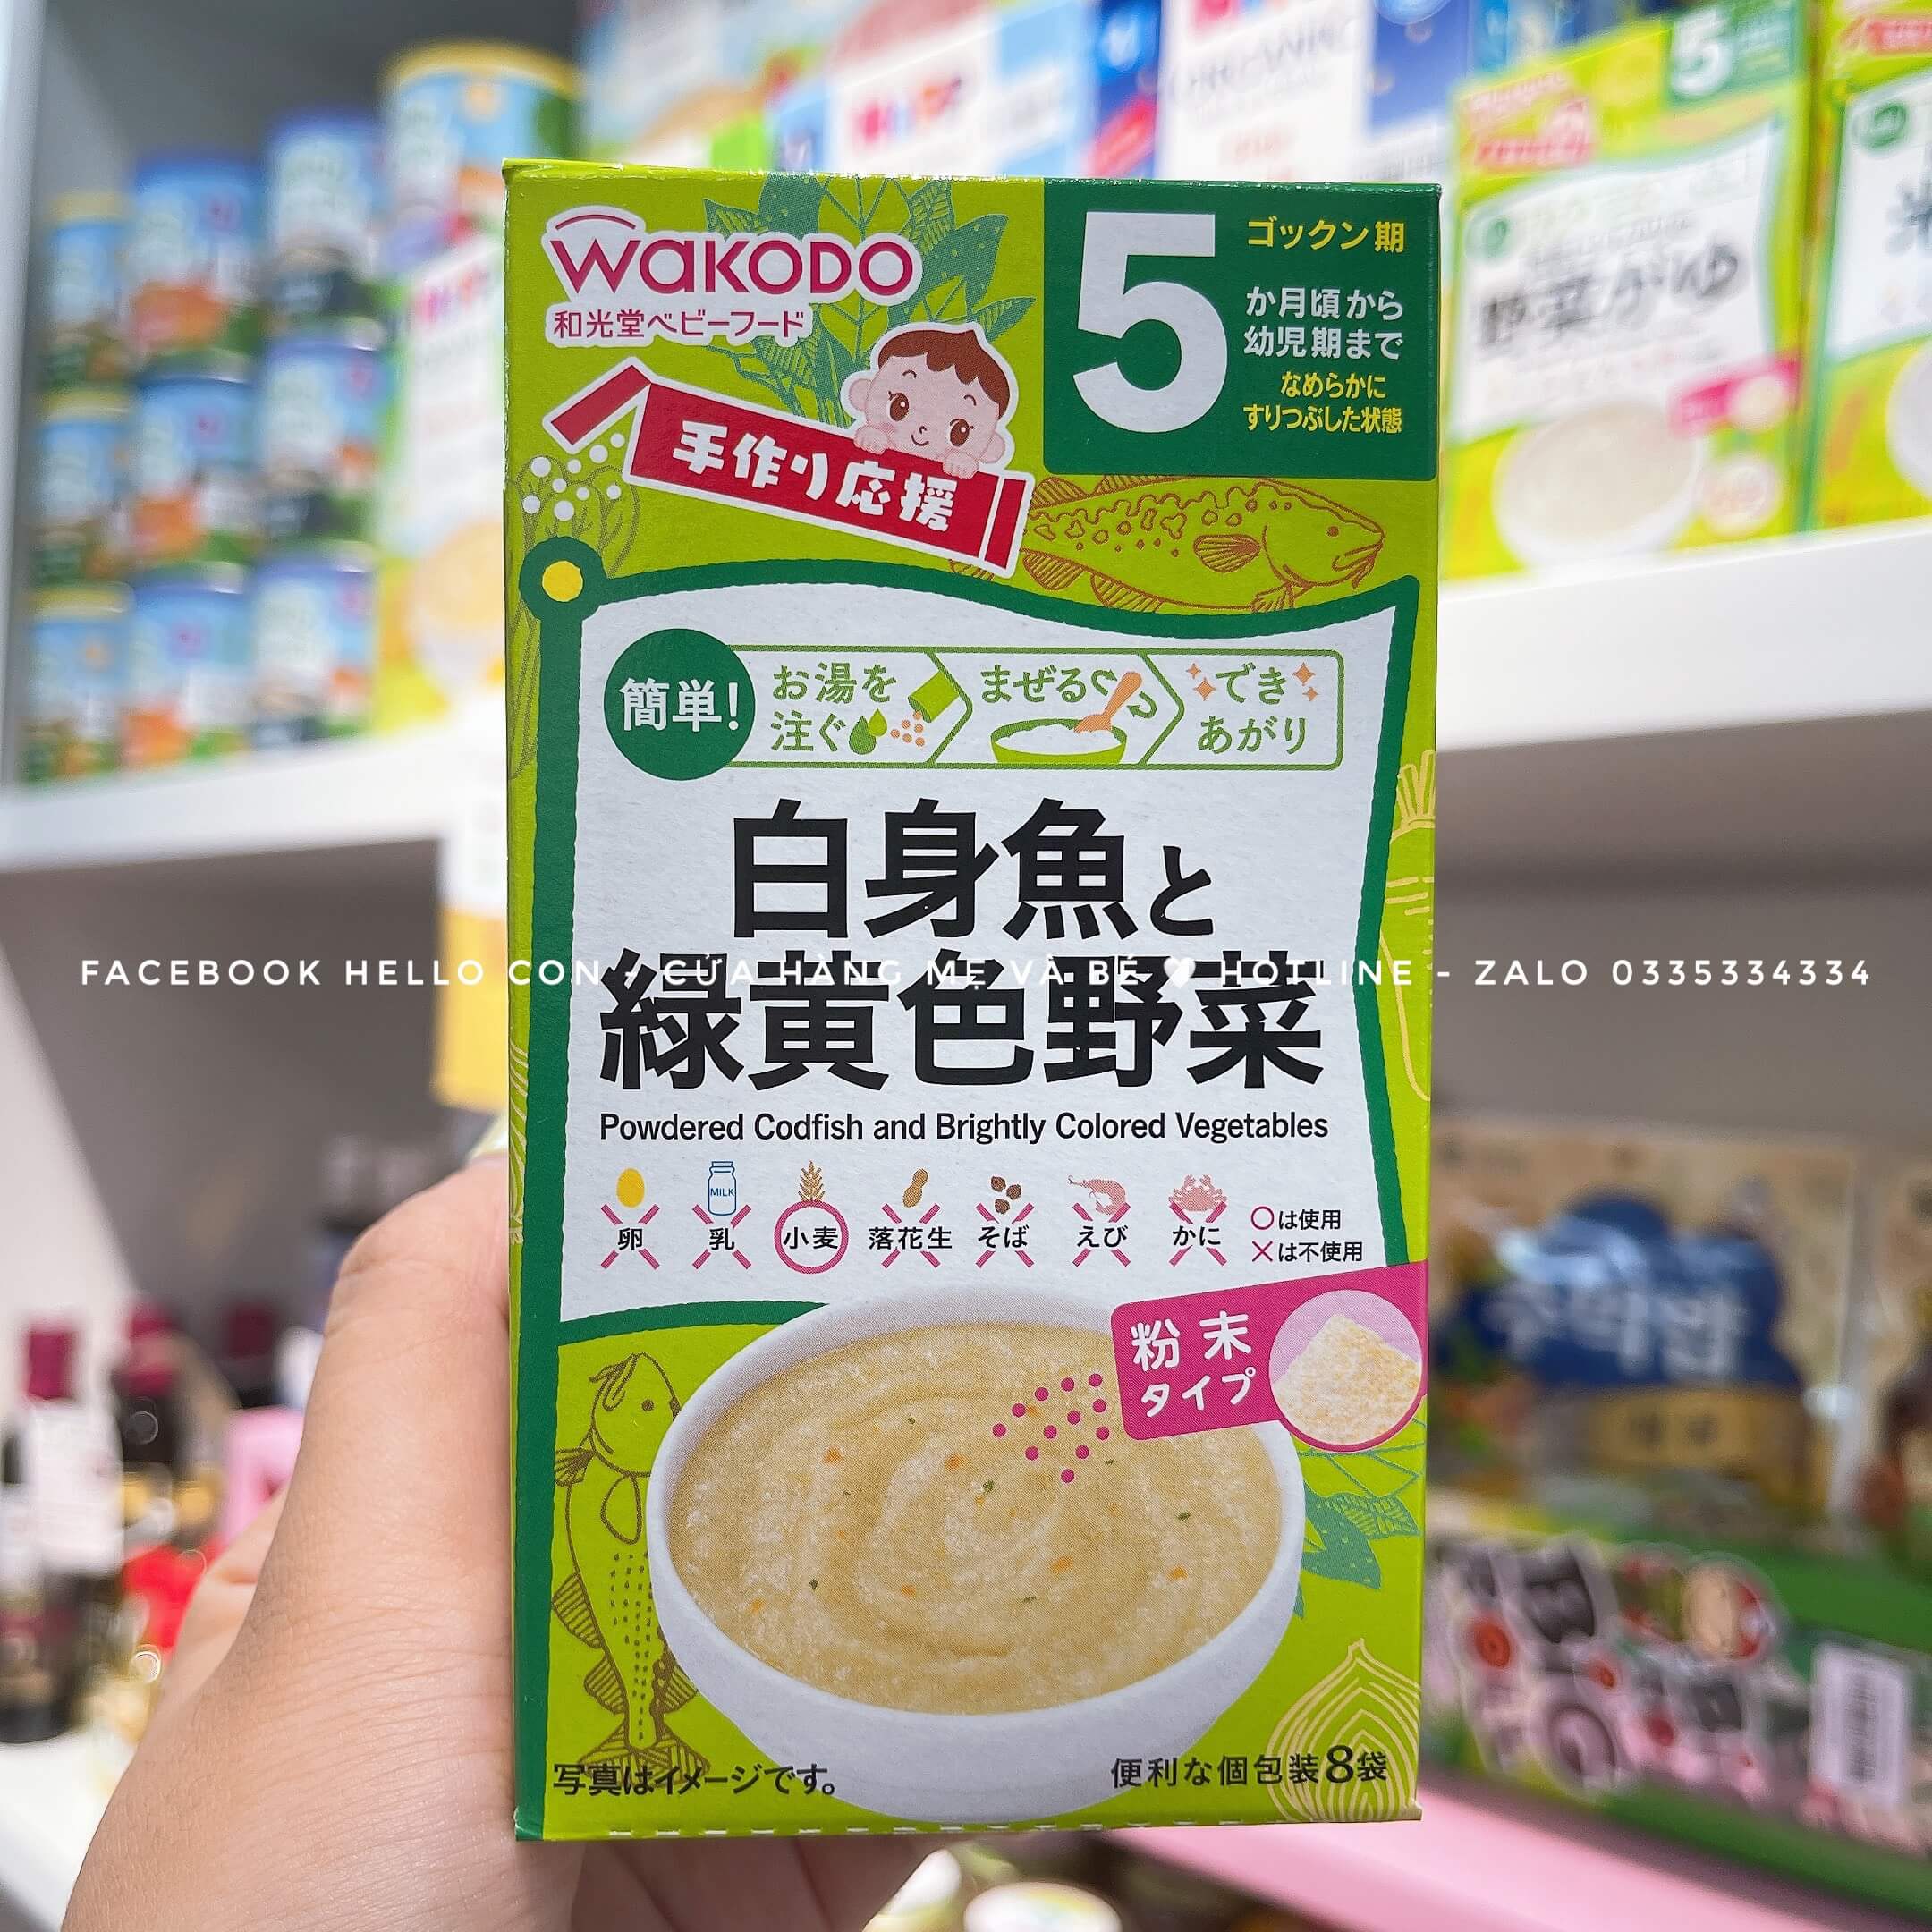 WAKODO
和光堂ベビーフード
手作り応援
5
ゴックン期
か月頃から
幼児期まで
なめらかに
すりつぶした状態
簡単!
お湯を
注ぐ
まぜる
でき
あがり
白身魚と
FACEBOOK HELLO CON - CỬA HÀNG MẸ VÀ BÉ 🤍 HOTLINE - ZALO 0335334334
緑黄色野菜
Powdered Codfish and Brightly Colored Vegetables
MILK
卵 乳 小麦 落花生 そば えび かに
○は使用
×は不使用
粉末
タイプ
写真はイメージです。
便利な個包装8袋
5
野菜がゆ